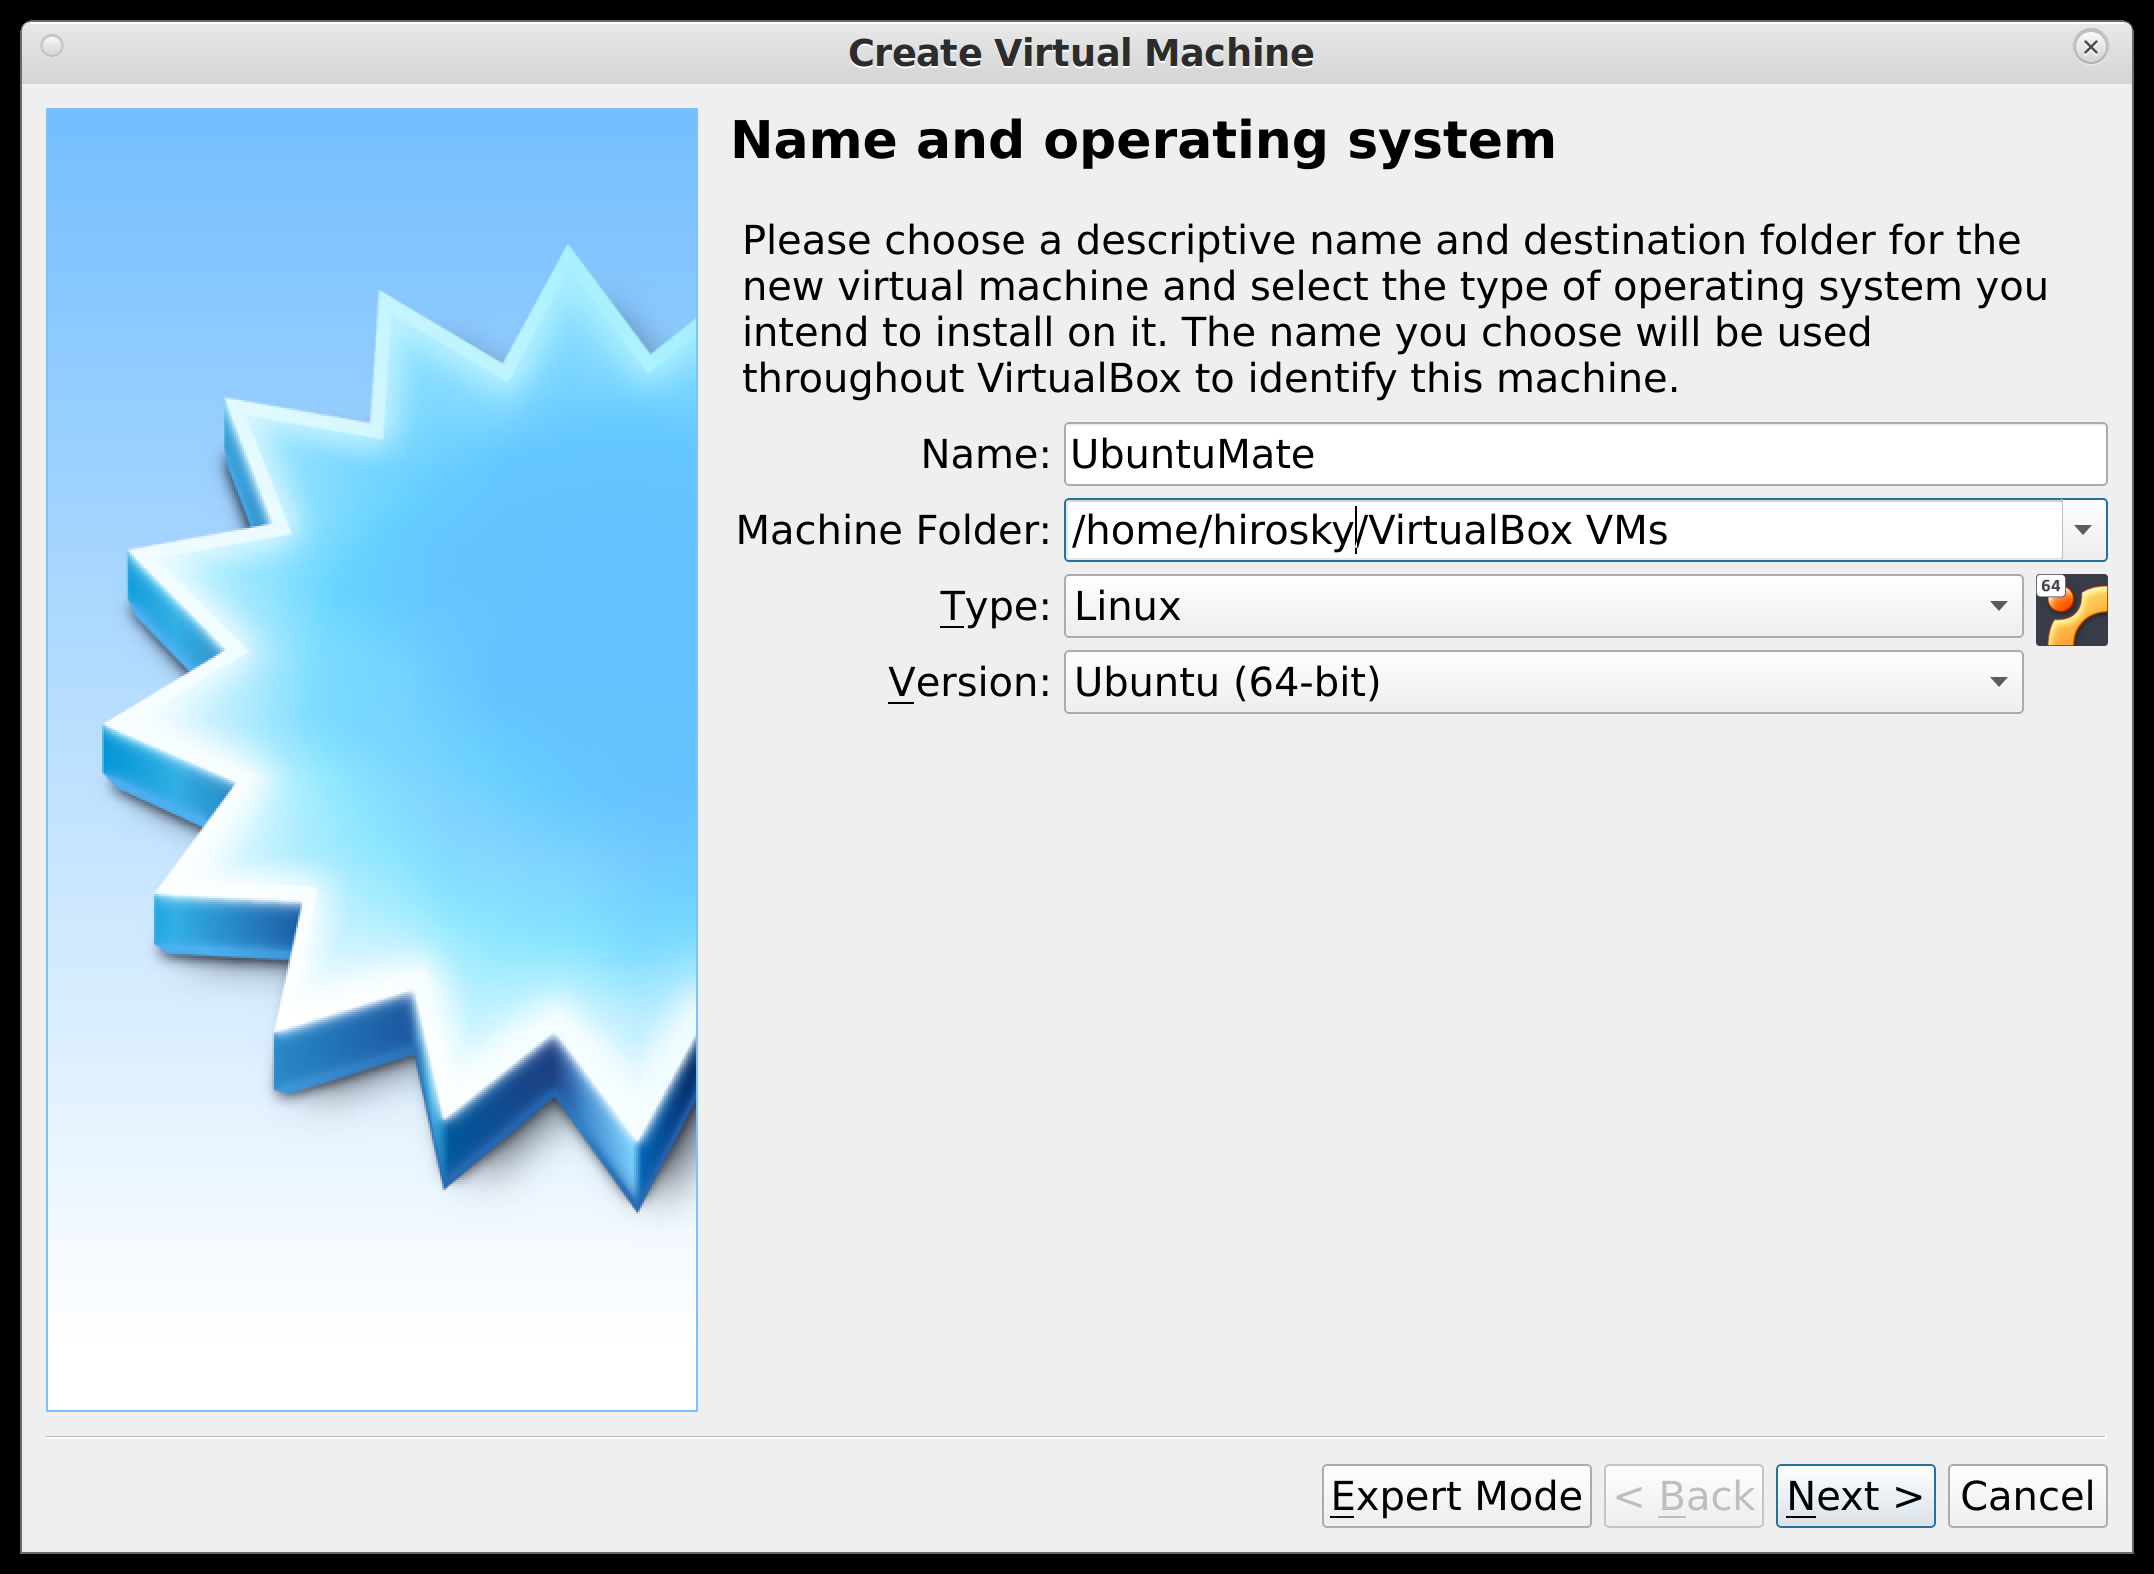 Create Virtual Machine
Name and operating system
Please choose a descriptive name and destination folder for the
new virtual machine and select the type of operating system you
intend to install on it. The name you choose will be used
throughout VirtualBox to identify this machine.
Name: UbuntuMate
Machine Folder: /home/hirosky/VirtualBox VMs
Type: Linux
64
Version: Ubuntu (64-bit)
Expert Mode < Back Next > Cancel